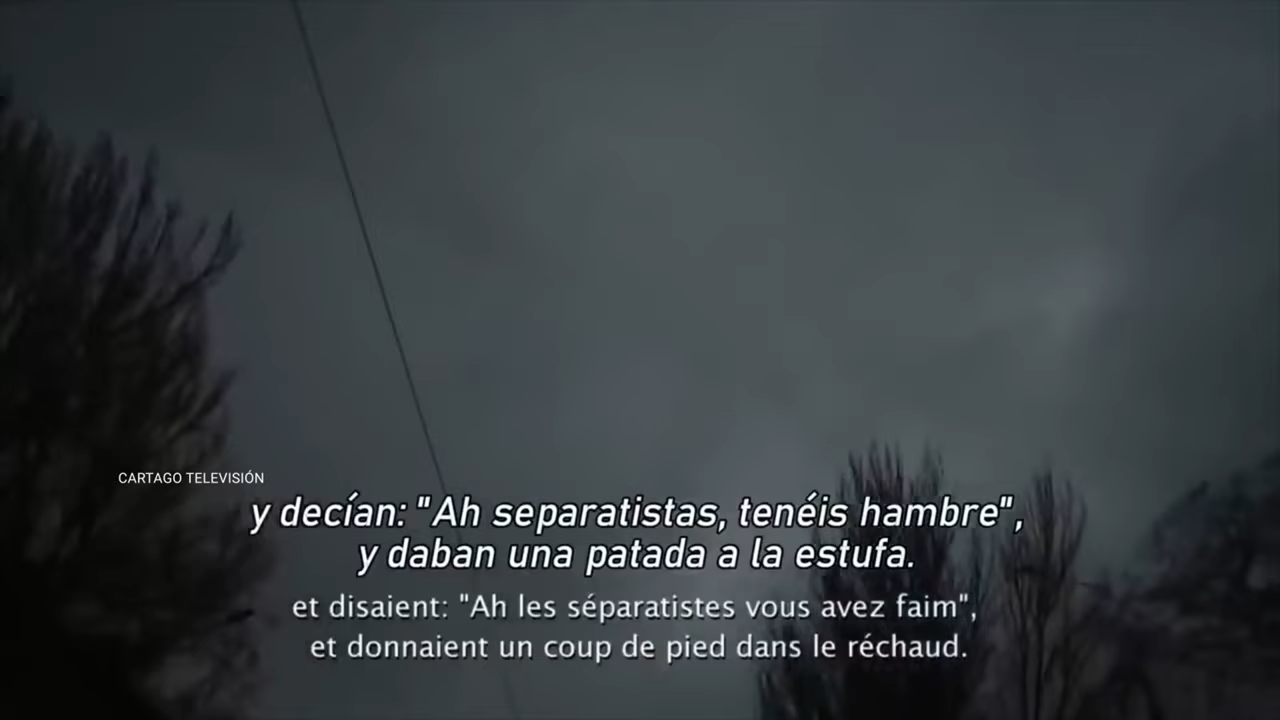 CARTAGO TELEVISIÓN
y decían: "Ah separatistas, tenéis hambre",
y daban una patada a la estufa.
et disaient: "Ah les séparatistes vous avez faim",
et donnaient un coup de pied dans le réchaud.